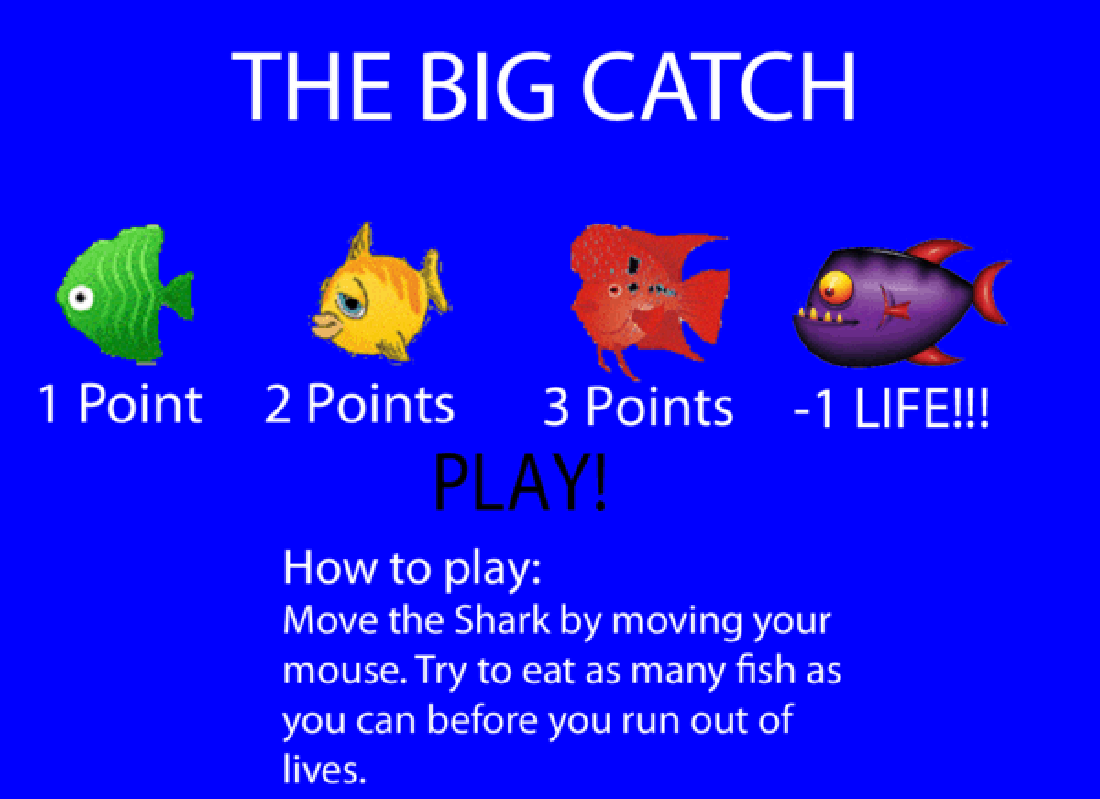 THE BIG CATCH
1 Point 2 Points 3 Points -1 LIFE!!!
PLAY!
How to play:
Move the Shark by moving your
mouse. Try to eat as many fish as
you can before you run out of
lives.